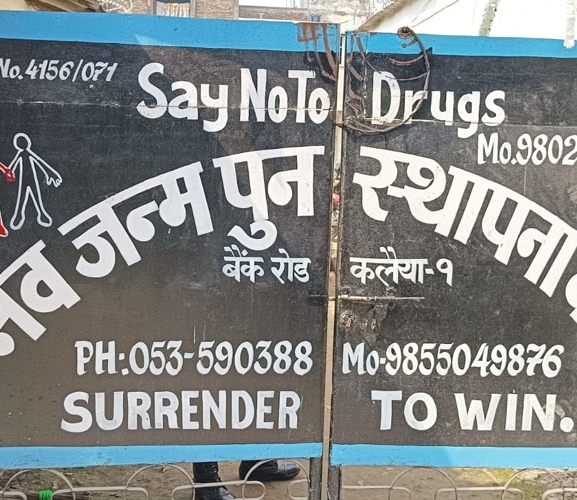 No. 4156/071
Say No To Drugs
Mo. 9802
नव जन्म पुन स्थापना
बैंक रोड कलैया-१
PH:053-590388 Mo-9855049876
SURRENDER TO WIN.